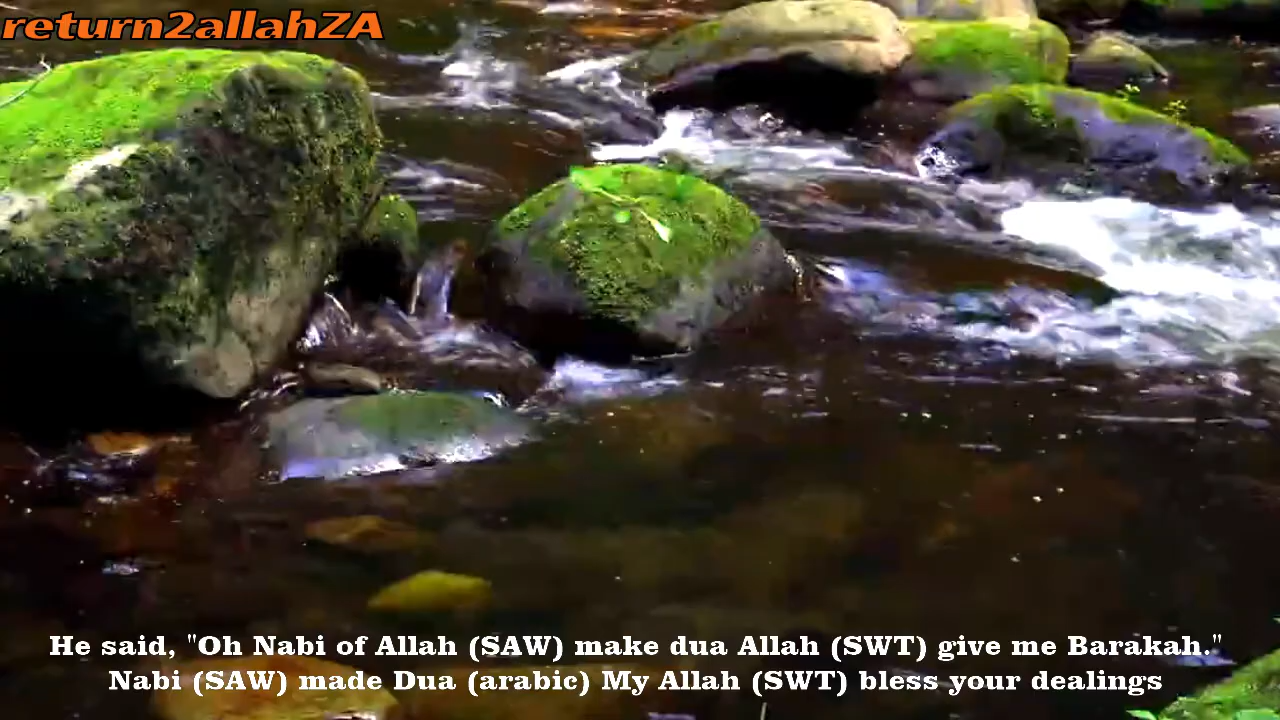 return2allahZA
He said, "Oh Nabi of Allah (SAW) make dua Allah (SWT) give me Barakah."
Nabi (SAW) made Dua (arabic) My Allah (SWT) bless your dealings